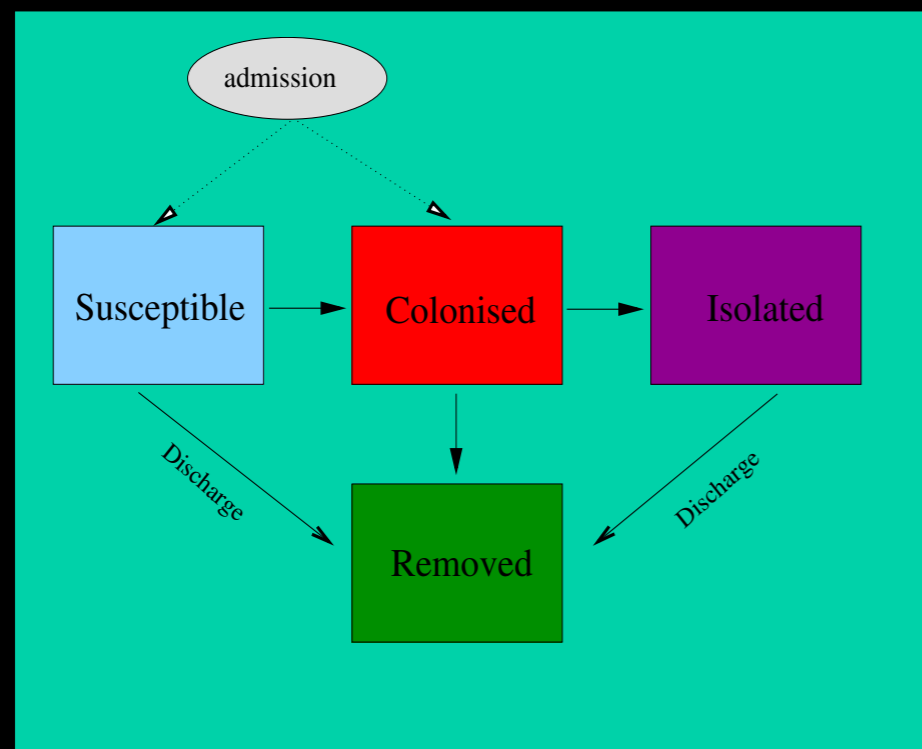 admission
Susceptible
Colonised
Isolated
Discharge
Discharge
Removed